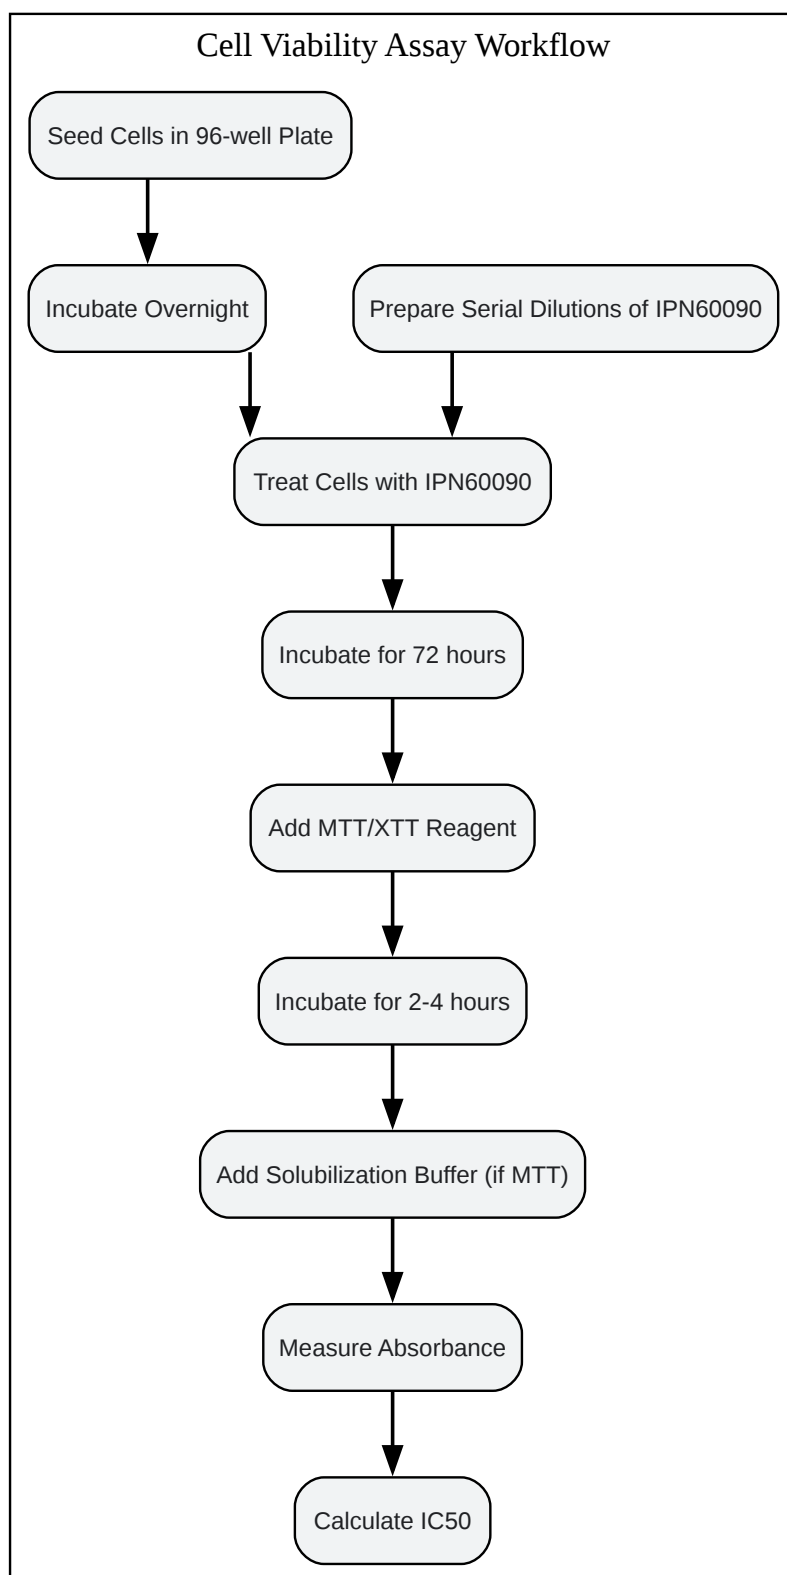 Cell Viability Assay Workflow
Seed Cells in 96-well Plate
Incubate Overnight
Prepare Serial Dilutions of IPN60090
Treat Cells with IPN60090
Incubate for 72 hours
Add MTT/XTT Reagent
Incubate for 2-4 hours
Add Solubilization Buffer (if MTT)
Measure Absorbance
Calculate IC50